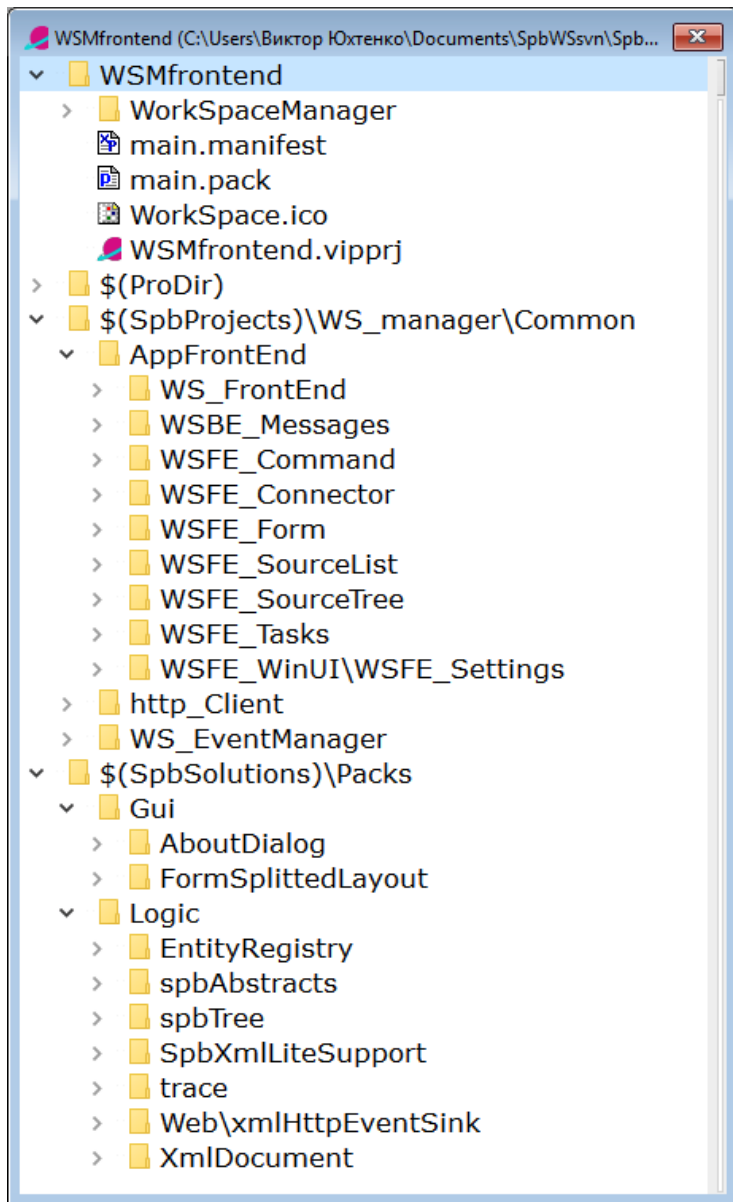 WSMfrontend (C:\Users\Виктор Юхтенко\Documents\SpbWSsvn\Spb...
WSMfrontend
WorkSpaceManager
main.manifest
main.pack
WorkSpace.ico
WSMfrontend.vipprj
$(ProDir)
$(SpbProjects)\WS_manager\Common
AppFrontEnd
WS_FrontEnd
WSBE_Messages
WSFE_Command
WSFE_Connector
WSFE_Form
WSFE_SourceList
WSFE_SourceTree
WSFE_Tasks
WSFE_WinUI\WSFE_Settings
http_Client
WS_EventManager
$(SpbSolutions)\Packs
Gui
AboutDialog
FormSplittedLayout
Logic
EntityRegistry
spbAbstracts
spbTree
SpbXmlLiteSupport
trace
Web\xmlHttpEventSink
XmlDocument